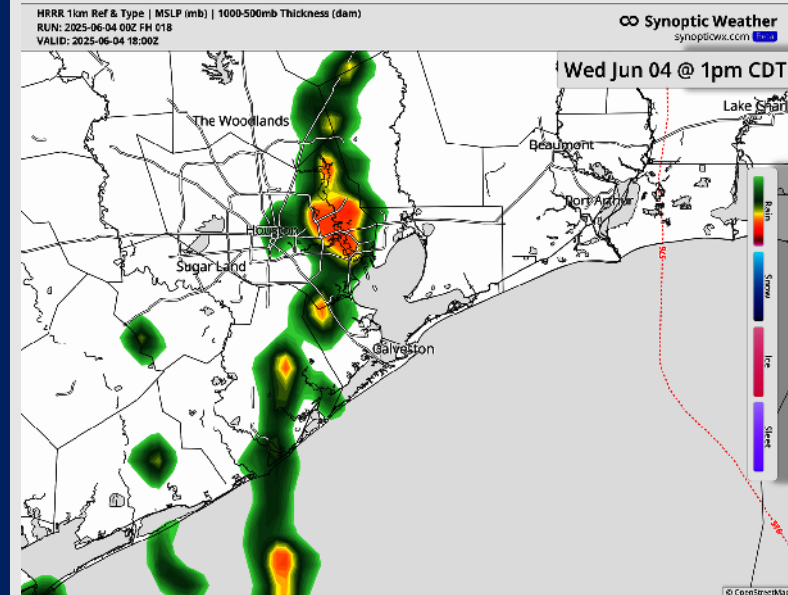 HRRR 1km Ref & Type | MSLP (mb) | 1000-500mb Thickness (dam)
RUN: 2025-06-04 00Z FH 018
VALID: 2025-06-04 18:00Z
Synoptic Weather
synopticwx.com Beta
Wed Jun 04 @ 1pm CDT
The Woodlands
Beaumont
Port Arthur
Houston
Sugar Land
Galveston
Rain
Snow
Ice
Sleet
576
© OpenStreetMap